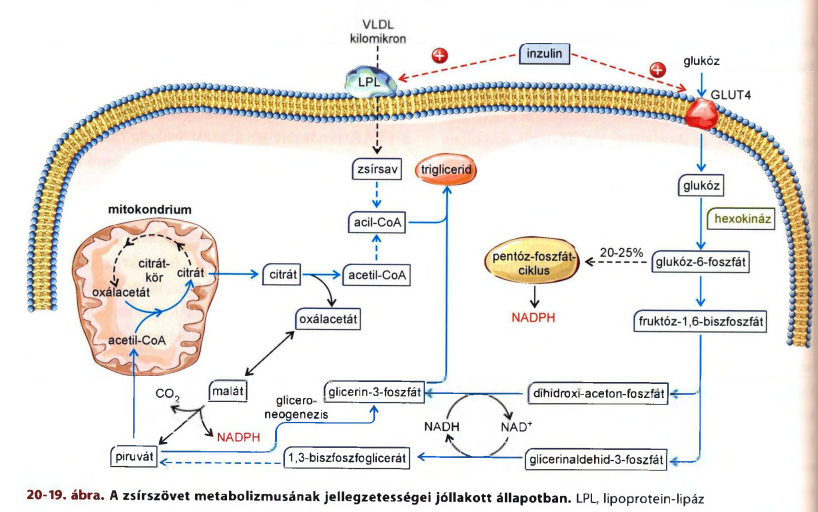 VLDL
kilomikron
inzulin
glukóz
LPL
GLUT4
zsírsav
triglicerid
glukóz
hexokináz
mitokondrium
acil-CoA
citrát-
kör
citrát
citrát
acetil-CoA
pentóz-foszfát-
ciklus
20-25%
glukóz-6-foszfát
oxálacetát
NADPH
oxálacetát
fruktóz-1,6-biszfoszfát
acetil-CoA
malát
glicero-
neogenezis
glicerin-3-foszfát
dihidroxi-aceton-foszfát
CO2
NADPH
NADH
NAD+
piruvát
1,3-biszfoszfoglicerát
glicerinaldehid-3-foszfát
20-19. ábra. A zsírszövet metabolizmusának jellegzetességei jóllakott állapotban. LPL, lipoprotein-lipáz